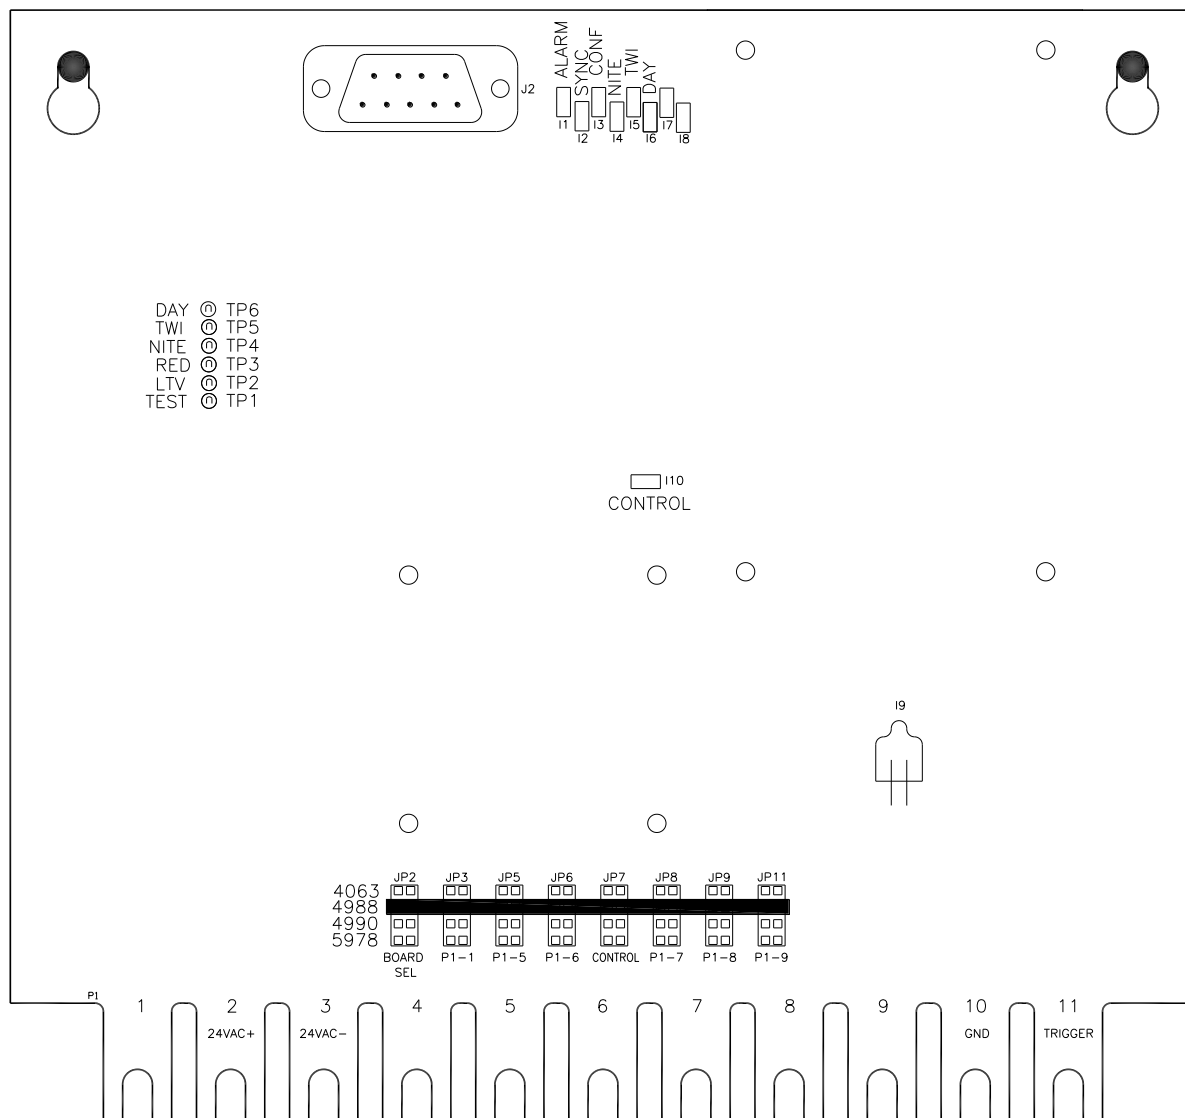 ALARM
SYNC
CONF
NITE
TWI
DAY
J2
I1
I2
I3
I4
I5
I6
I7
I8
DAY TP6
TWI TP5
NITE TP4
RED TP3
LTV TP2
TEST TP1
I10
CONTROL
I9
JP2 JP3 JP5 JP6 JP7 JP8 JP9 JP11
4063
4988
4990
5978
BOARD SEL P1-1 P1-5 P1-6 CONTROL P1-7 P1-8 P1-9
P1
1 2 3 4 5 6 7 8 9 10 11
24VAC+ 24VAC- GND TRIGGER